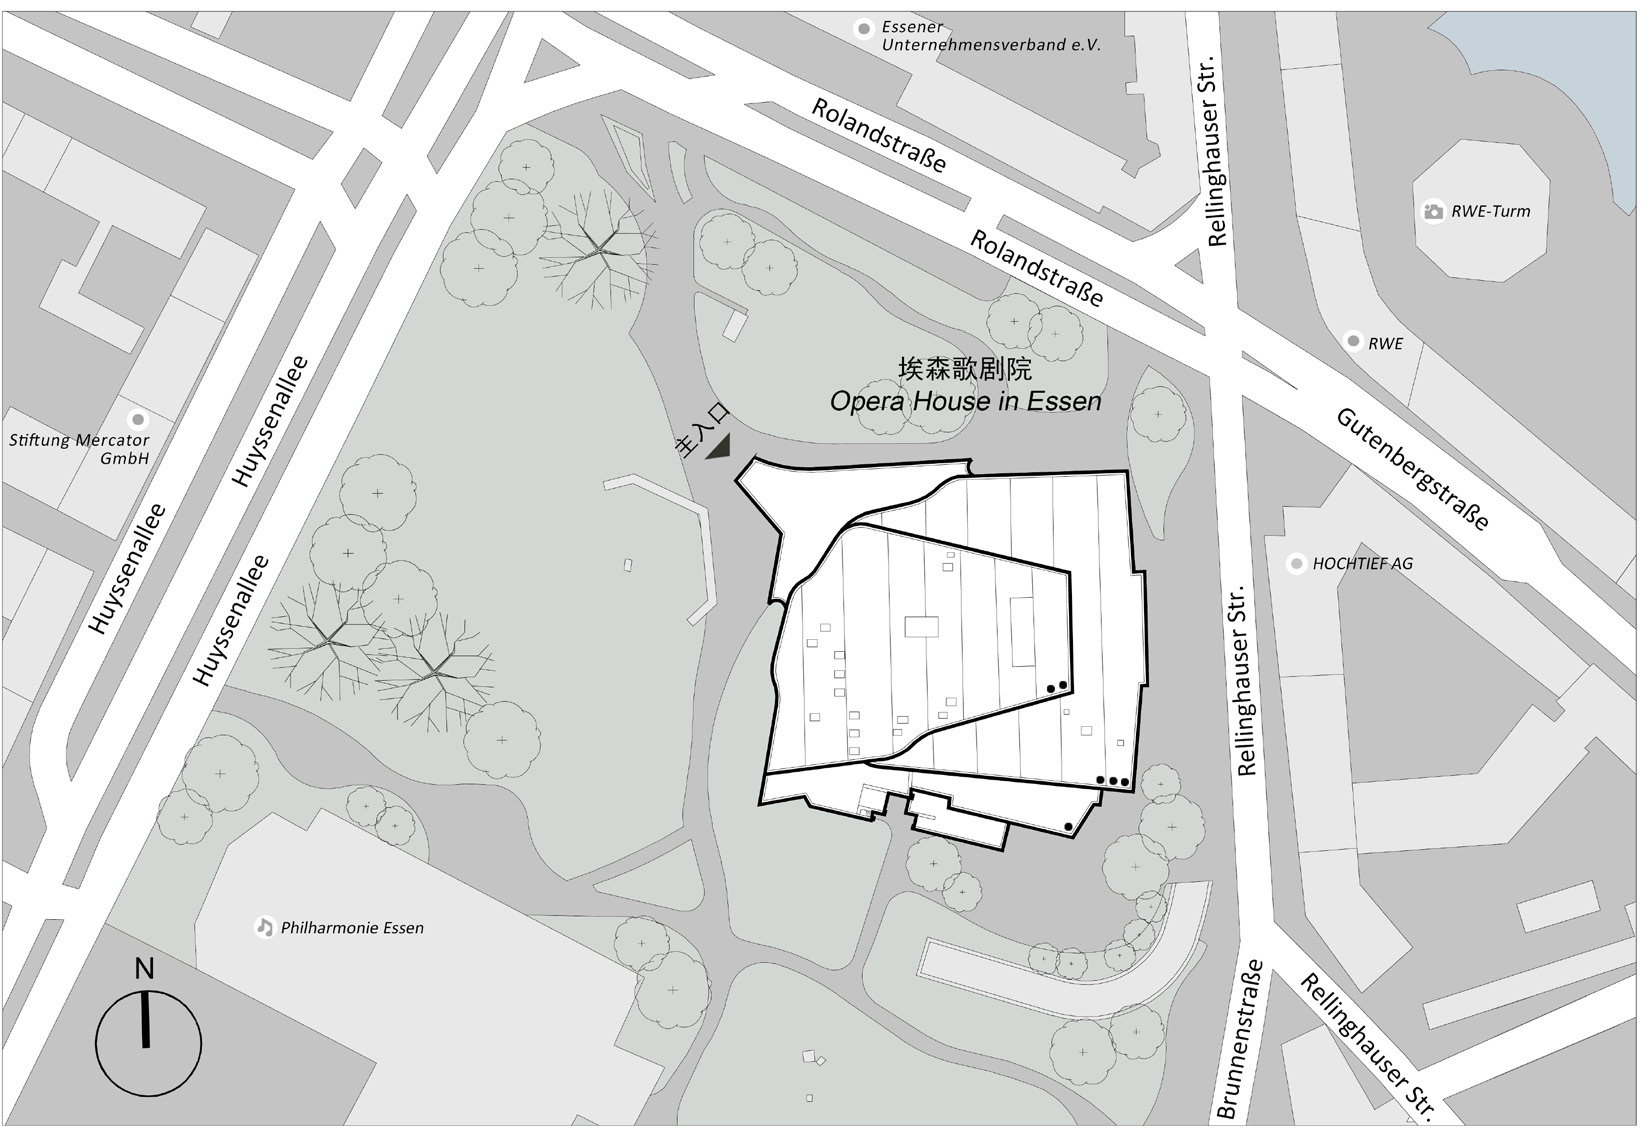 Essener
Unternehmensverband e.V.
Rolandstraße
Rellinghauser Str.
RWE-Turm
Rolandstraße
RWE
埃森歌剧院
Opera House in Essen
主入口
Huyssenallee
Stiftung Mercator
GmbH
Gutenbergstraße
Huyssenallee
Huyssenallee
HOCHTIEF AG
Rellinghauser Str.
Philharmonie Essen
N
Brunnenstraße
Rellinghauser Str.